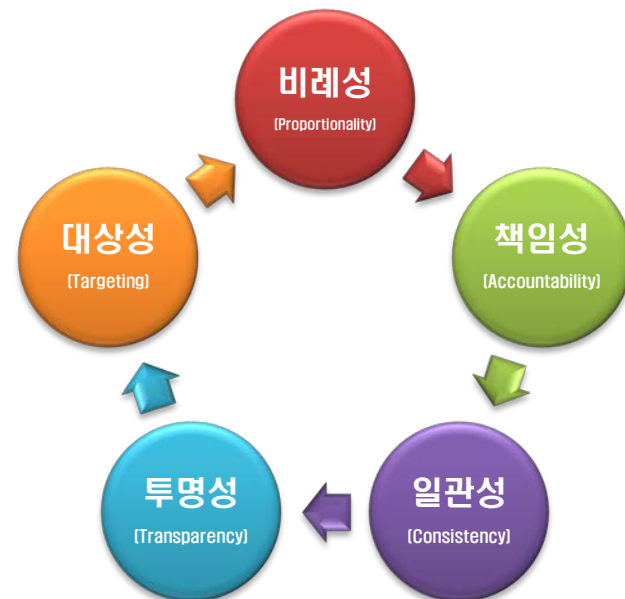 비례성
(Proportionality)
책임성
(Accountability)
일관성
(Consistency)
투명성
(Transparency)
대상성
(Targeting)